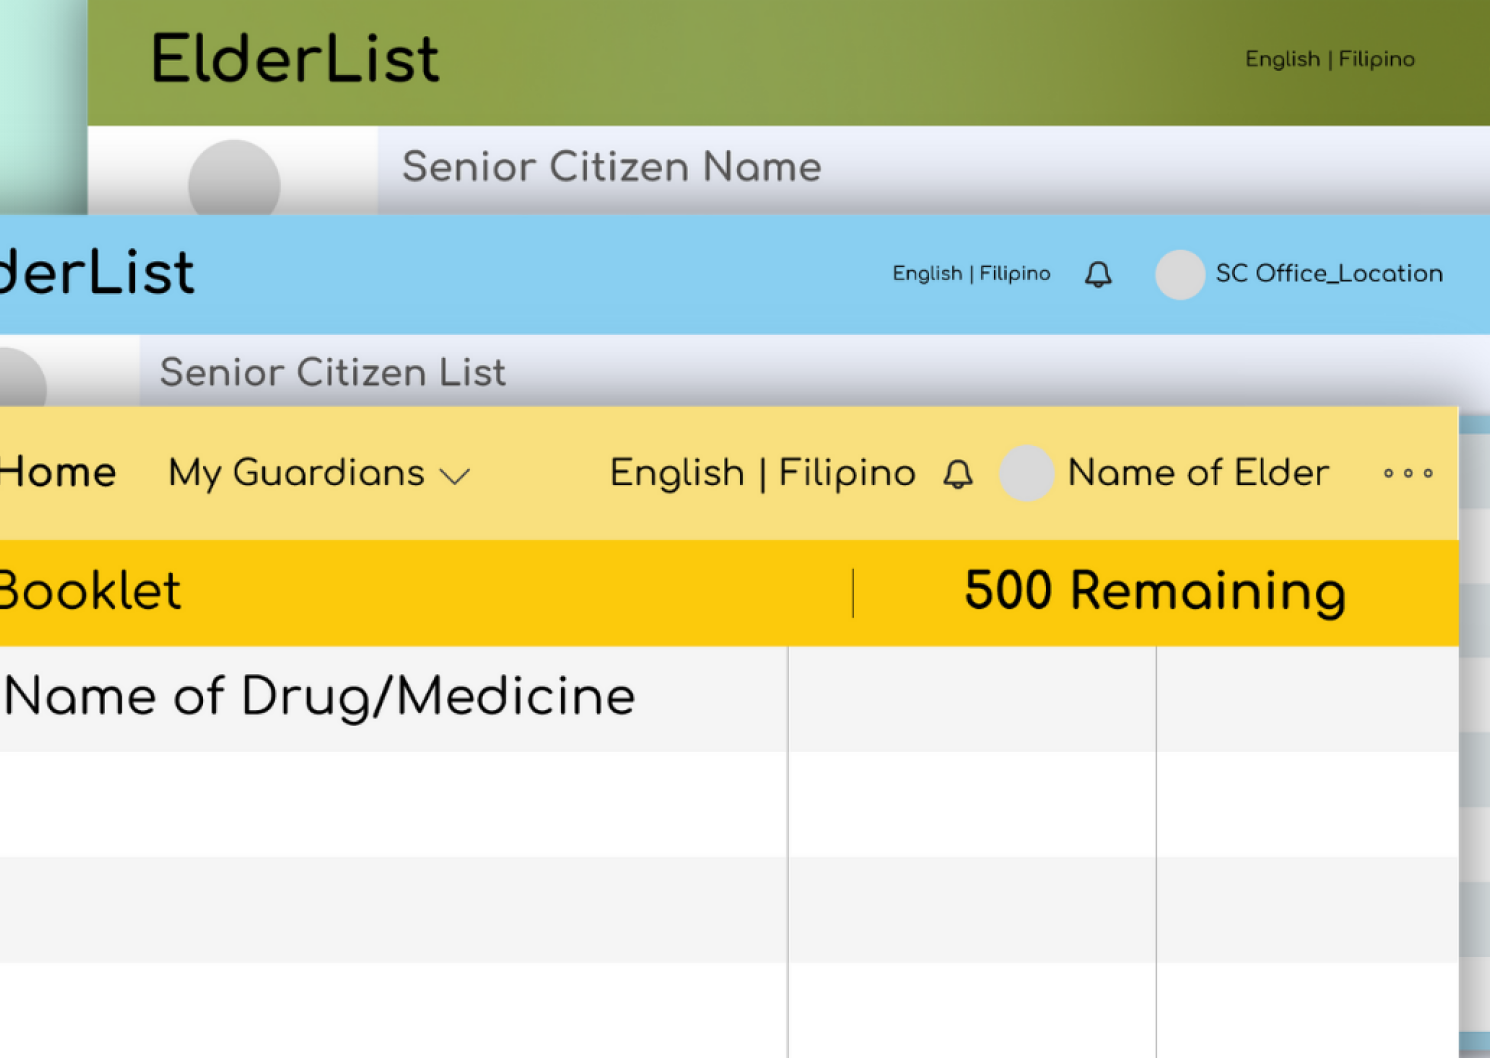 ElderList
English | Filipino
Senior Citizen Name
derList
English | Filipino
SC Office_Location
Senior Citizen List
Home
My Guardians
English | Filipino
Name of Elder
Booklet
500 Remaining
Name of Drug/Medicine